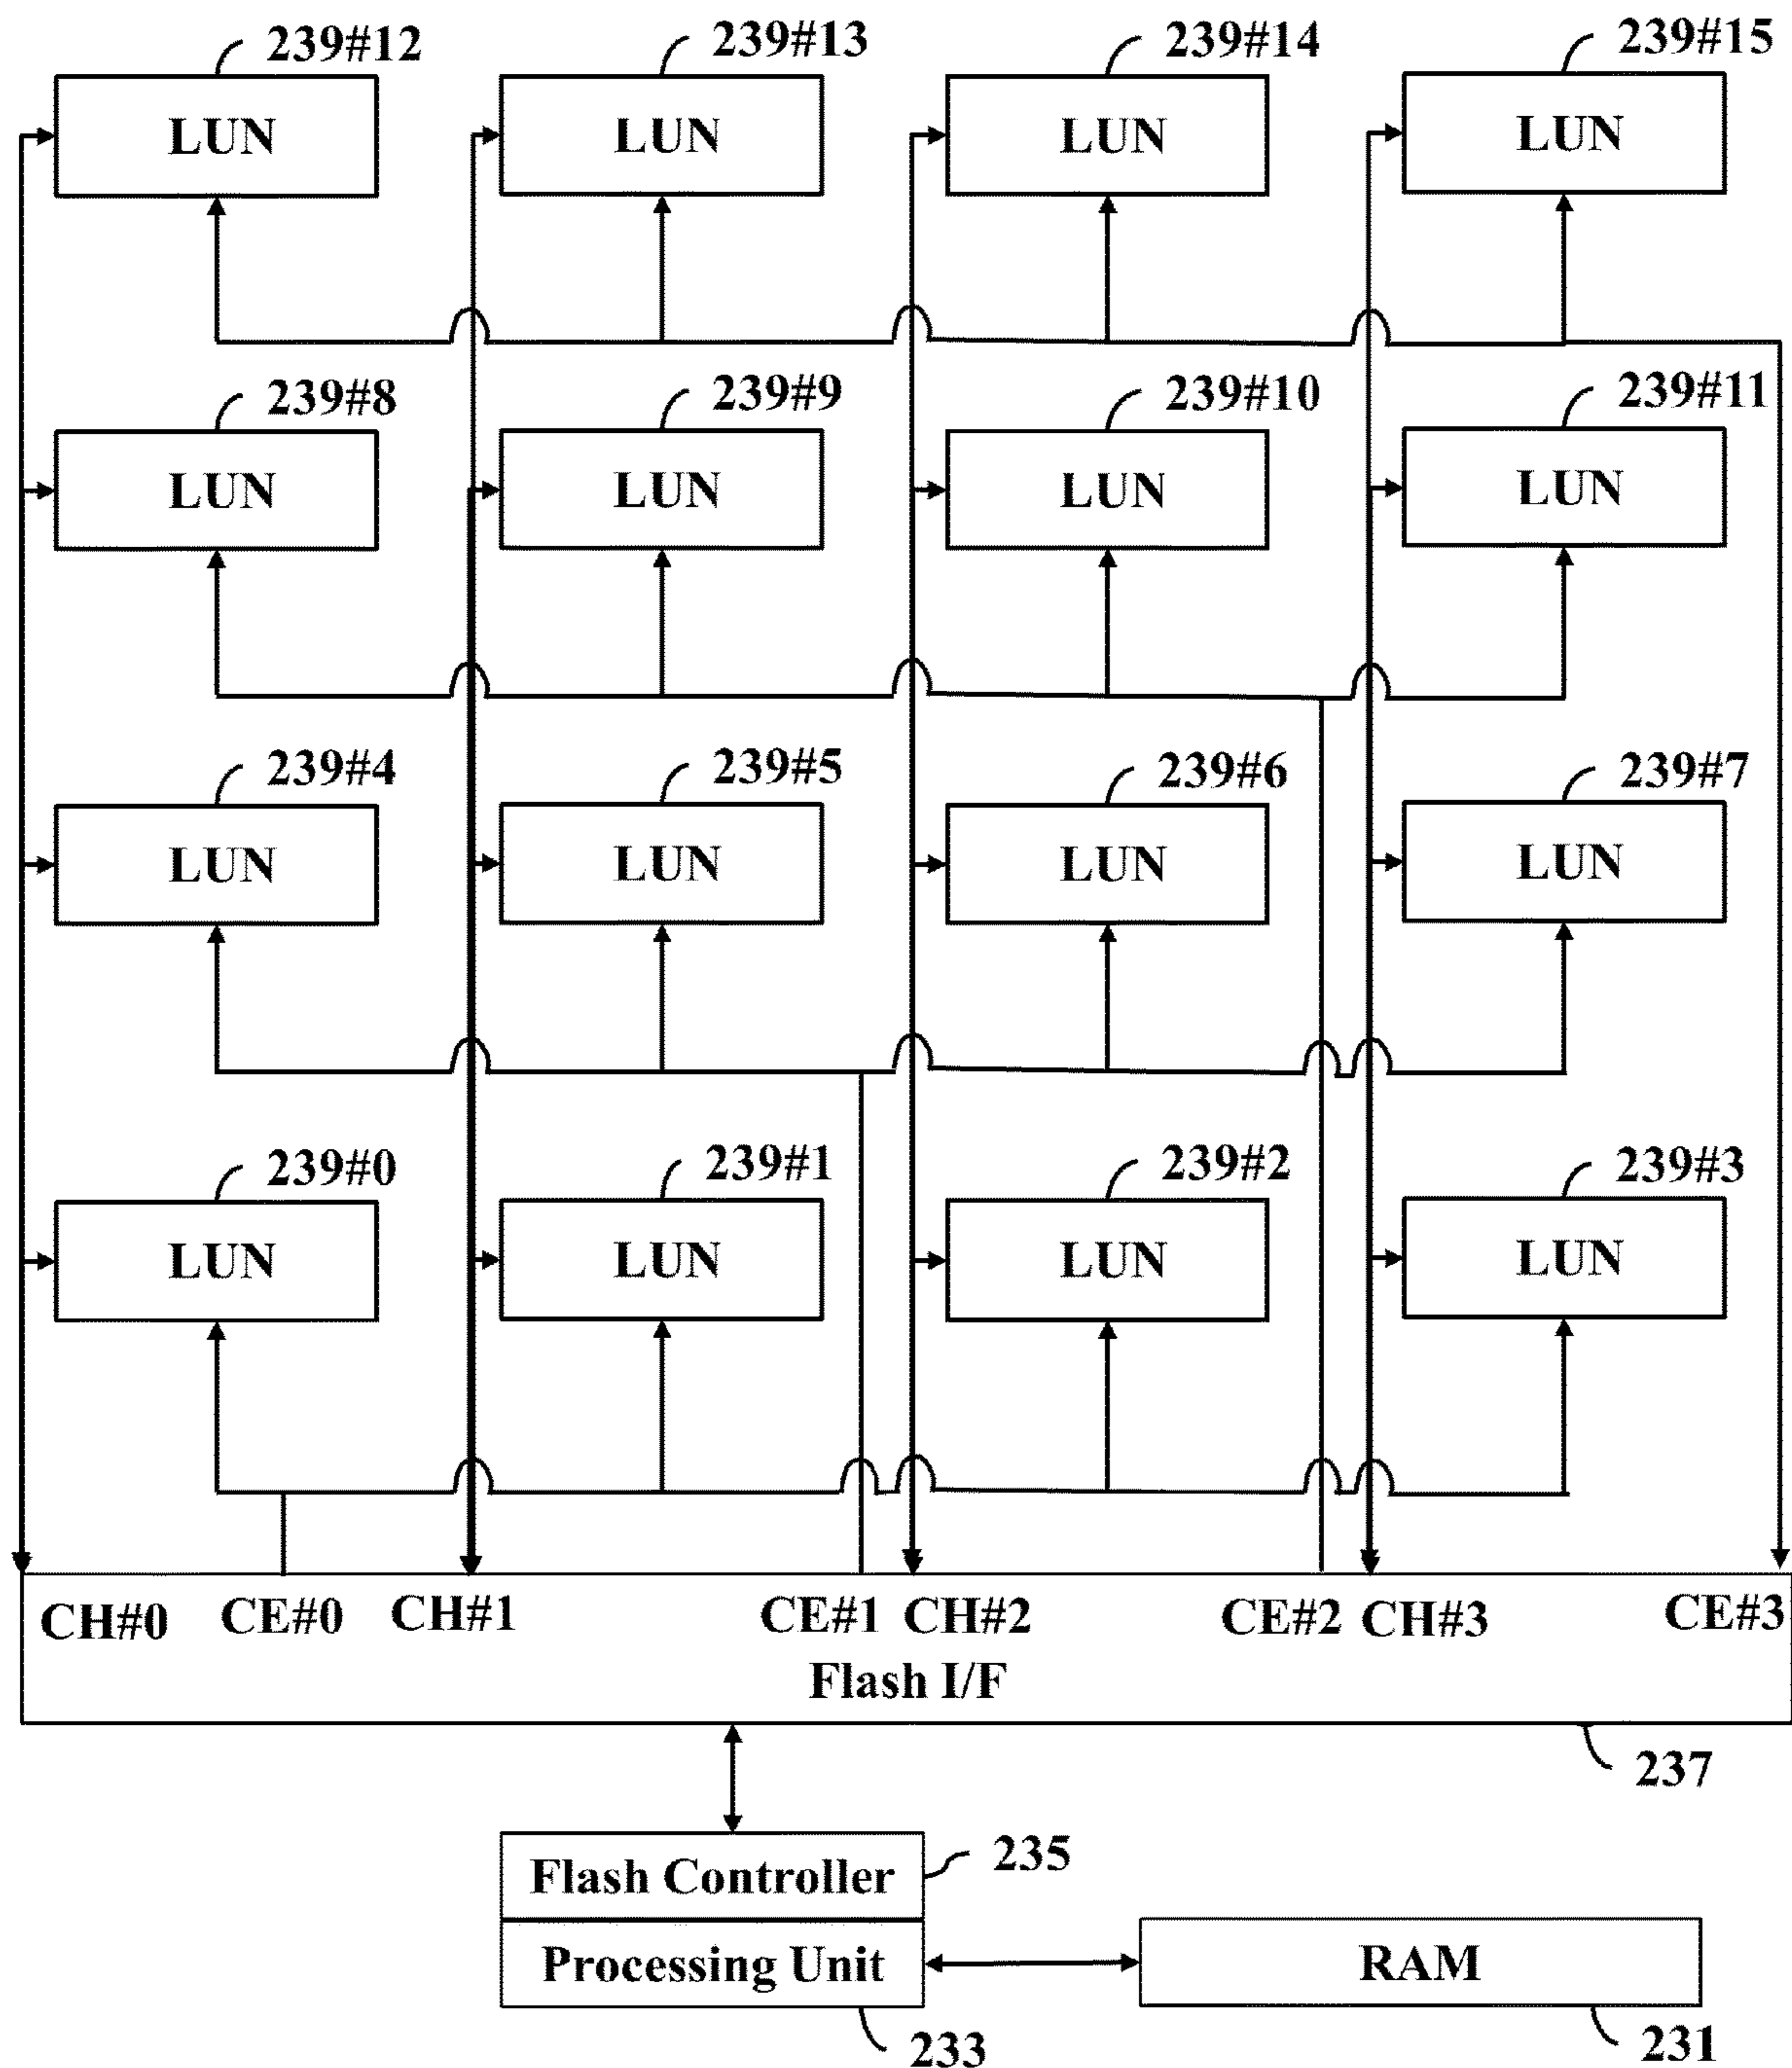 239#12 239#13 239#14 239#15
LUN LUN LUN LUN
239#8 239#9 239#10 239#11
LUN LUN LUN LUN
239#4 239#5 239#6 239#7
LUN LUN LUN LUN
239#0 239#1 239#2 239#3
LUN LUN LUN LUN
CH#0 CE#0 CH#1 CE#1 CH#2 CE#2 CH#3 CE#3
Flash I/F
237
Flash Controller 235
Processing Unit RAM
233 231